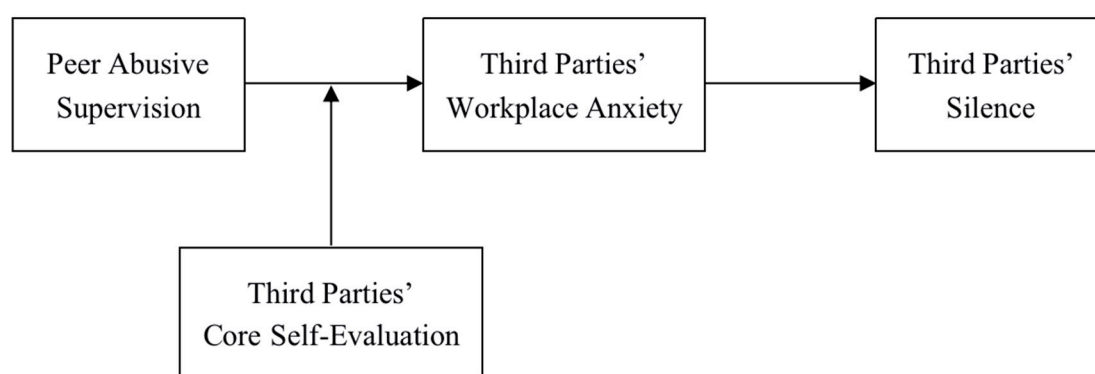 Peer Abusive
Supervision
Third Parties’
Workplace Anxiety
Third Parties’
Silence
Third Parties’
Core Self-Evaluation